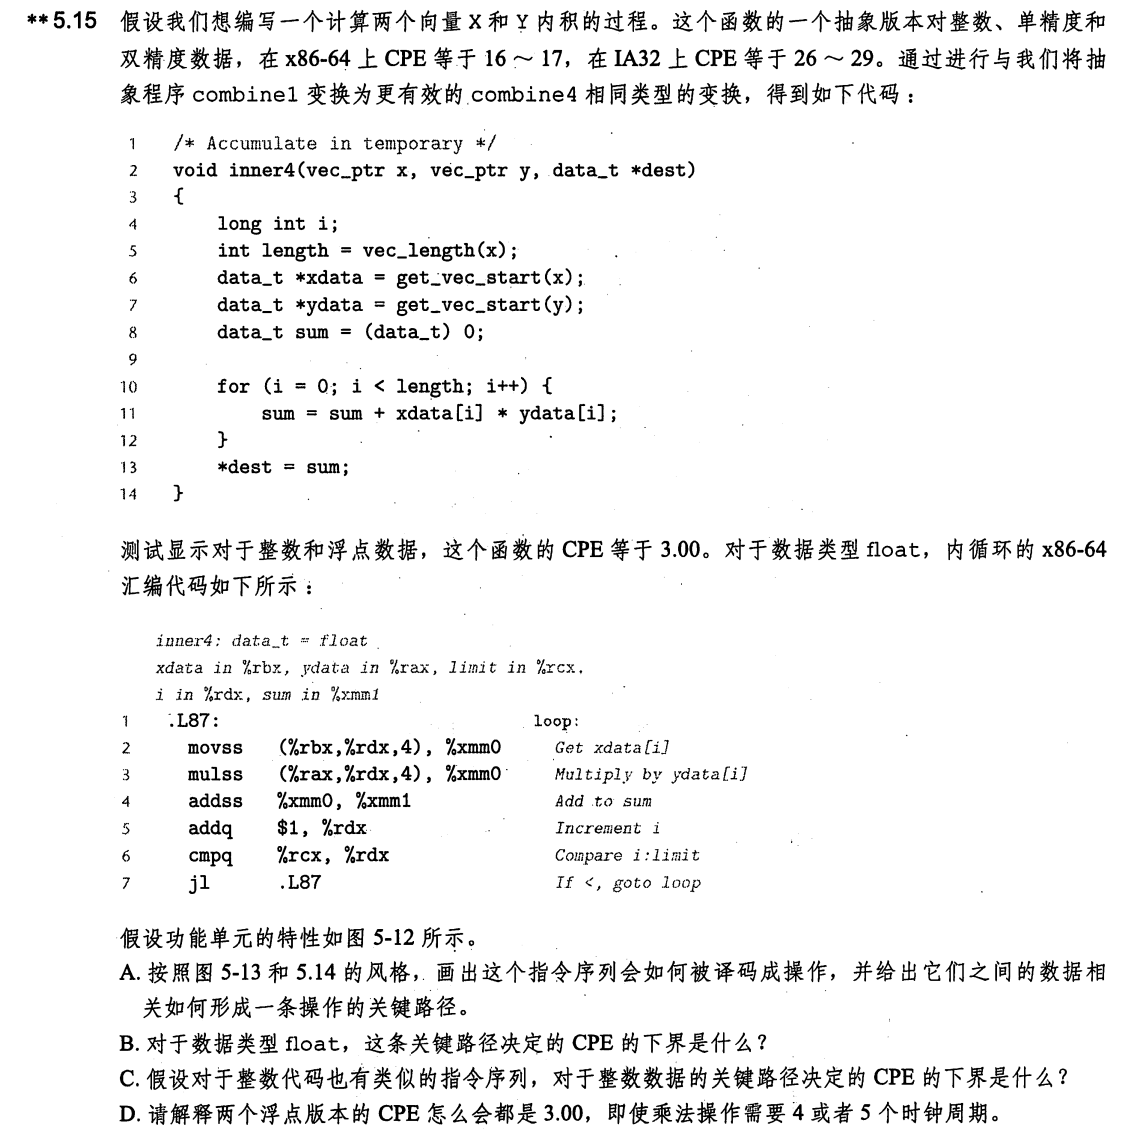 **5.15 假设我们想编写一个计算两个向量 X 和 Y 内积的过程。这个函数的一个抽象版本对整数、单精度和
双精度数据，在 x86-64 上 CPE 等于 16 ~ 17，在 IA32 上 CPE 等于 26 ~ 29。通过进行与我们将抽
象程序 combine1 变换为更有效的 combine4 相同类型的变换，得到如下代码：
1 /* Accumulate in temporary */
2 void inner4(vec_ptr x, vec_ptr y, data_t *dest)
3 {
4 long int i;
5 int length = vec_length(x);
6 data_t *xdata = get_vec_start(x);
7 data_t *ydata = get_vec_start(y);
8 data_t sum = (data_t) 0;
9
10 for (i = 0; i < length; i++) {
11 sum = sum + xdata[i] * ydata[i];
12 }
13 *dest = sum;
14 }
测试显示对于整数和浮点数据，这个函数的 CPE 等于 3.00。对于数据类型 float，内循环的 x86-64
汇编代码如下所示：
inner4: data_t = float
xdata in %rbx, ydata in %rax, limit in %rcx,
i in %rdx, sum in %xmm1
1 .L87: loop:
2 movss (%rbx,%rdx,4), %xmm0 Get xdata[i]
3 mulss (%rax,%rdx,4), %xmm0 Multiply by ydata[i]
4 addss %xmm0, %xmm1 Add to sum
5 addq $1, %rdx Increment i
6 cmpq %rcx, %rdx Compare i:limit
7 jl .L87 If <, goto loop
假设功能单元的特性如图 5-12 所示。
A. 按照图 5-13 和 5.14 的风格，画出这个指令序列会如何被译码成操作，并给出它们之间的数据相
关如何形成一条操作的关键路径。
B. 对于数据类型 float，这条关键路径决定的 CPE 的下界是什么？
C. 假设对于整数代码也有类似的指令序列，对于整数数据的关键路径决定的 CPE 的下界是什么？
D. 请解释两个浮点版本的 CPE 怎么会都是 3.00，即使乘法操作需要 4 或者 5 个时钟周期。